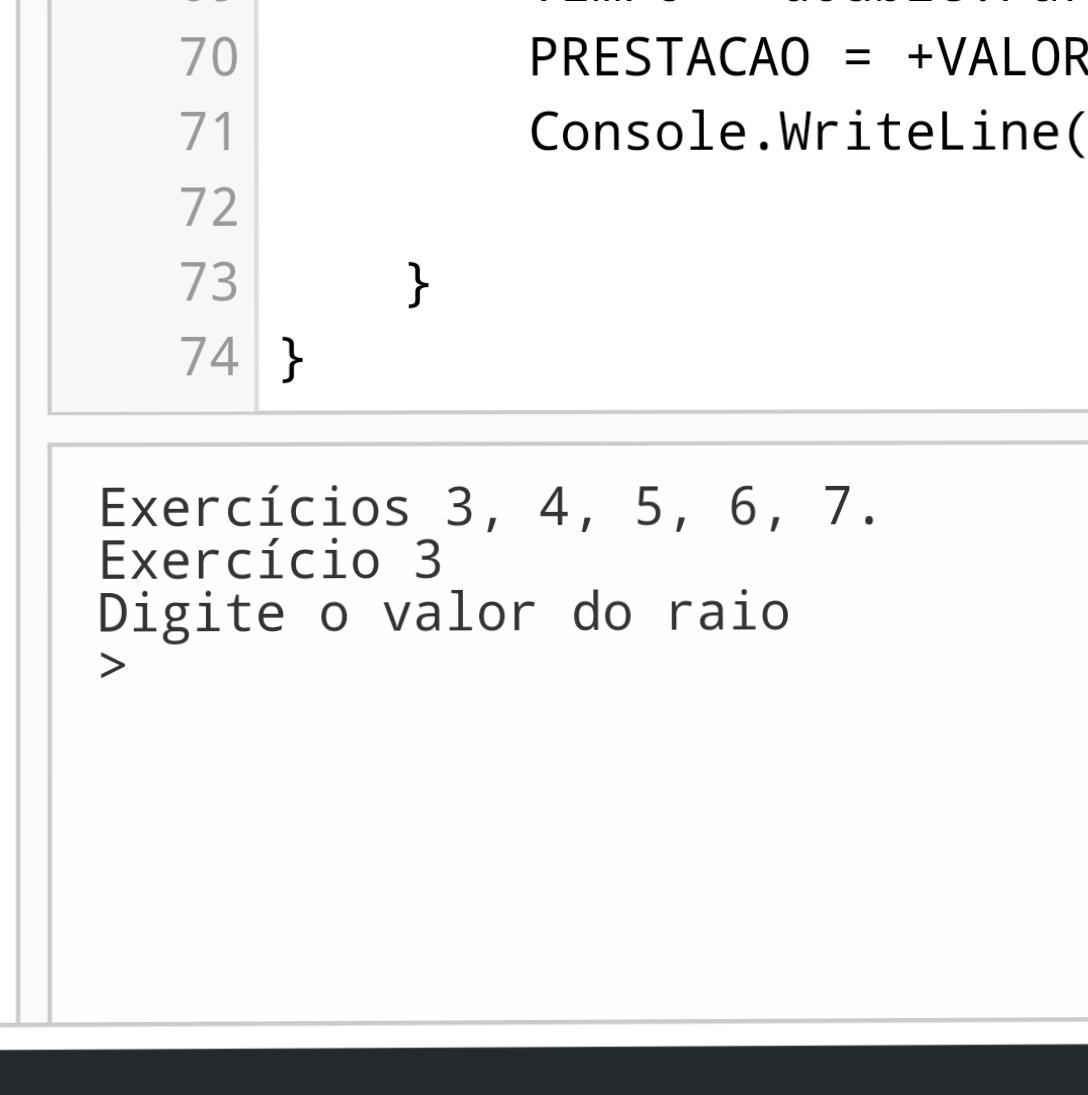 70 PRESTACAO = +VALOR
71 Console.WriteLine(
72
73 }
74 }
Exercícios 3, 4, 5, 6, 7.
Exercício 3
Digite o valor do raio
>